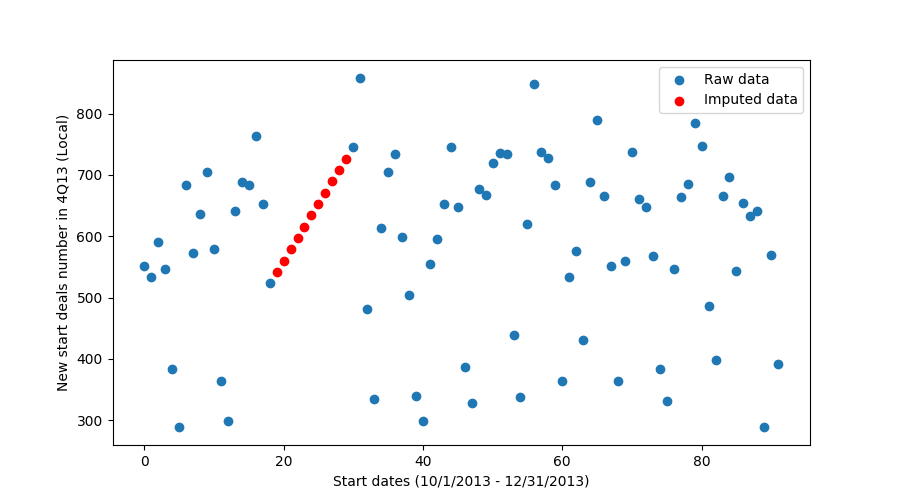 Raw data
Imputed data
800
700
600
500
400
300
New start deals number in 4Q13 (Local)
0
20
40
60
80
Start dates (10/1/2013 - 12/31/2013)